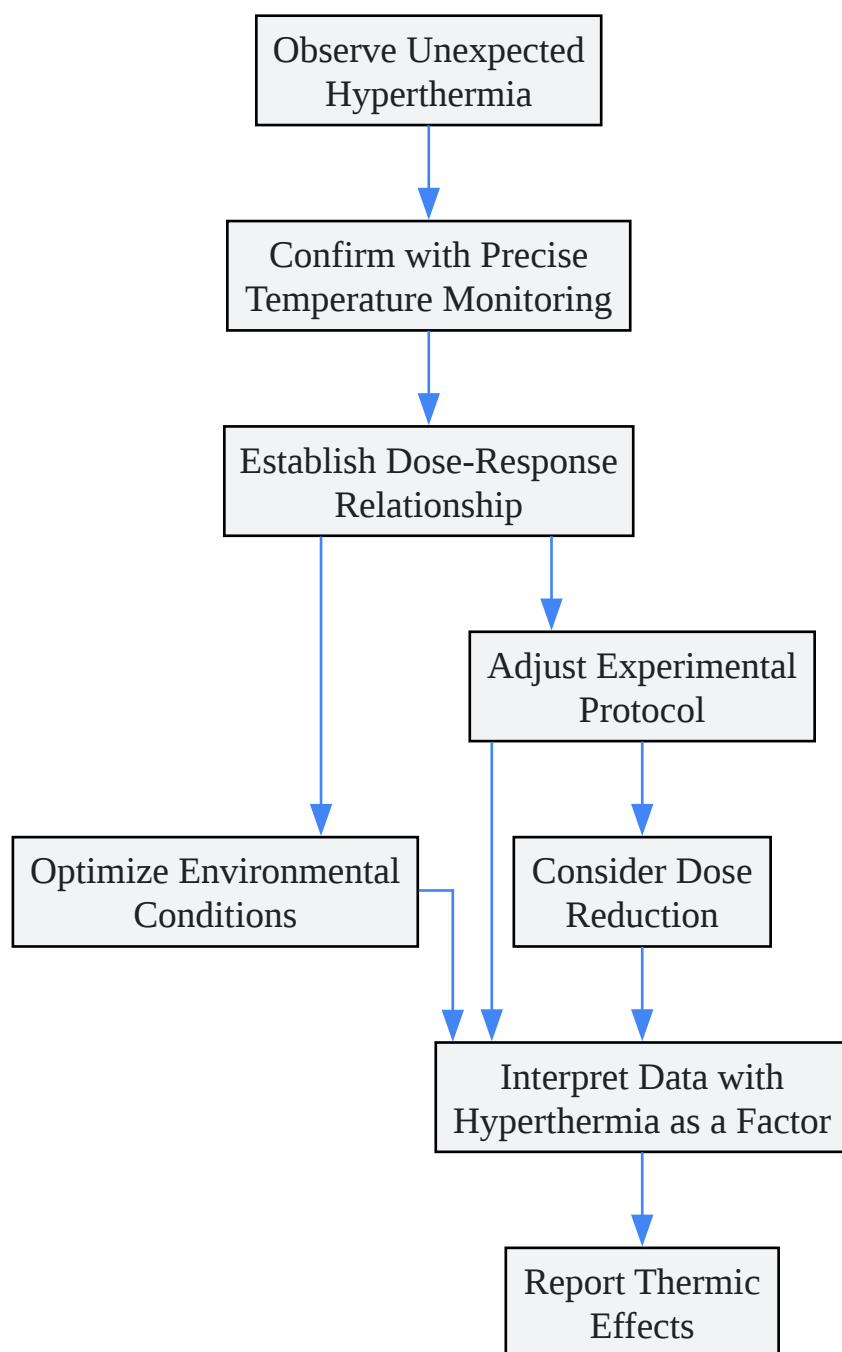 Observe Unexpected
Hyperthermia
Confirm with Precise
Temperature Monitoring
Establish Dose-Response
Relationship
Adjust Experimental
Protocol
Optimize Environmental
Conditions
Consider Dose
Reduction
Interpret Data with
Hyperthermia as a Factor
Report Thermic
Effects